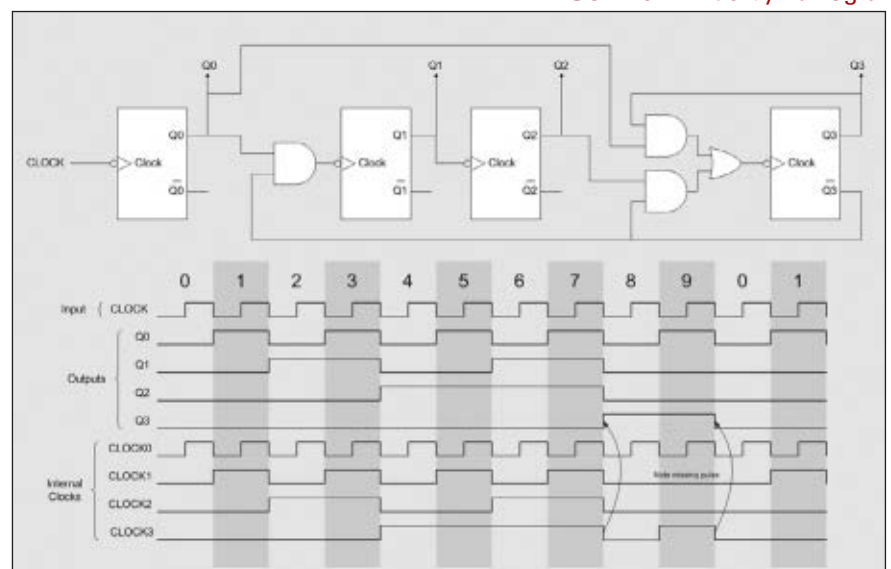 Q0
Q1
Q2
Q3
CLOCK
Clock
Q0
Q0
Clock
Q1
Q1
Clock
Q2
Q2
Clock
Q3
Q3
0 1 2 3 4 5 6 7 8 9 0 1
Input { CLOCK
Outputs
Q0
Q1
Q2
Q3
Internal
Clocks
CLOCK0
CLOCK1
Note missing pulse
CLOCK2
CLOCK3